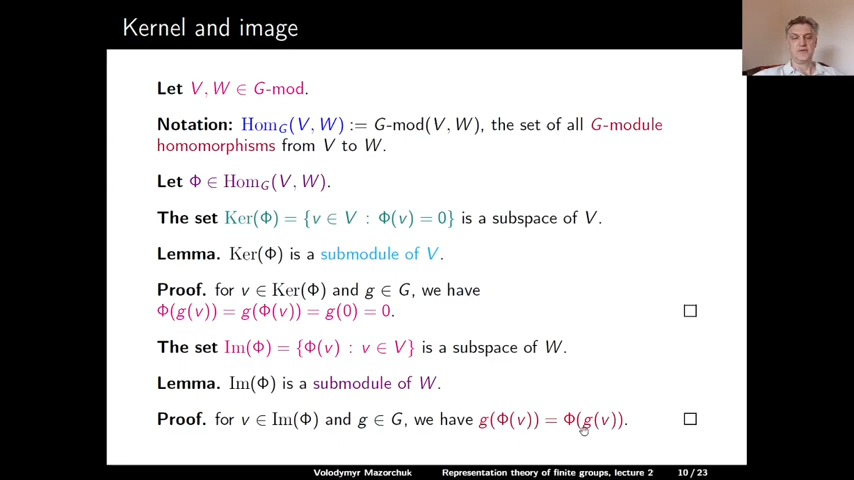 Kernel and image
Let V, W ∈ G-mod.
Notation: Hom_G(V, W) := G-mod(V, W), the set of all G-module
homomorphisms from V to W.
Let Φ ∈ Hom_G(V, W).
The set Ker(Φ) = {v ∈ V : Φ(v) = 0} is a subspace of V.
Lemma. Ker(Φ) is a submodule of V.
Proof. for v ∈ Ker(Φ) and g ∈ G, we have
Φ(g(v)) = g(Φ(v)) = g(0) = 0. □
The set Im(Φ) = {Φ(v) : v ∈ V} is a subspace of W.
Lemma. Im(Φ) is a submodule of W.
Proof. for v ∈ Im(Φ) and g ∈ G, we have g(Φ(v)) = Φ(g(v)). □
Volodymyr Mazorchuk Representation theory of finite groups, lecture 2 10/23